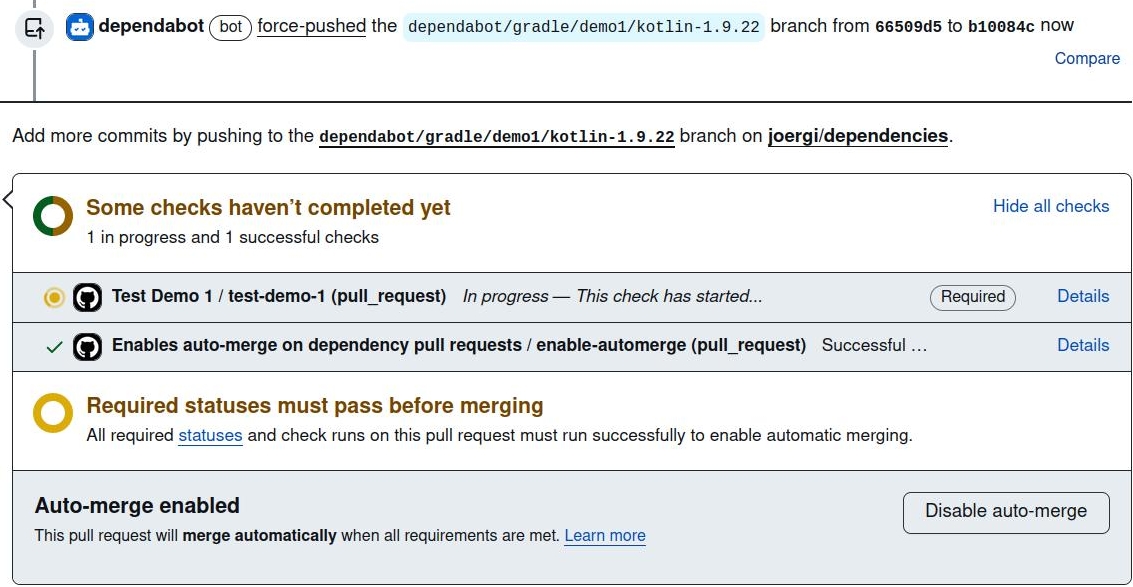 dependabot bot force-pushed the dependabot/gradle/demo1/kotlin-1.9.22 branch from 66509d5 to b10084c now
Compare
Add more commits by pushing to the dependabot/gradle/demo1/kotlin-1.9.22 branch on joergi/dependencies.
Some checks haven’t completed yet
Hide all checks
1 in progress and 1 successful checks
Test Demo 1 / test-demo-1 (pull_request) In progress — This check has started... Required Details
Enables auto-merge on dependency pull requests / enable-automerge (pull_request) Successful … Details
Required statuses must pass before merging
All required statuses and check runs on this pull request must run successfully to enable automatic merging.
Auto-merge enabled
Disable auto-merge
This pull request will merge automatically when all requirements are met. Learn more